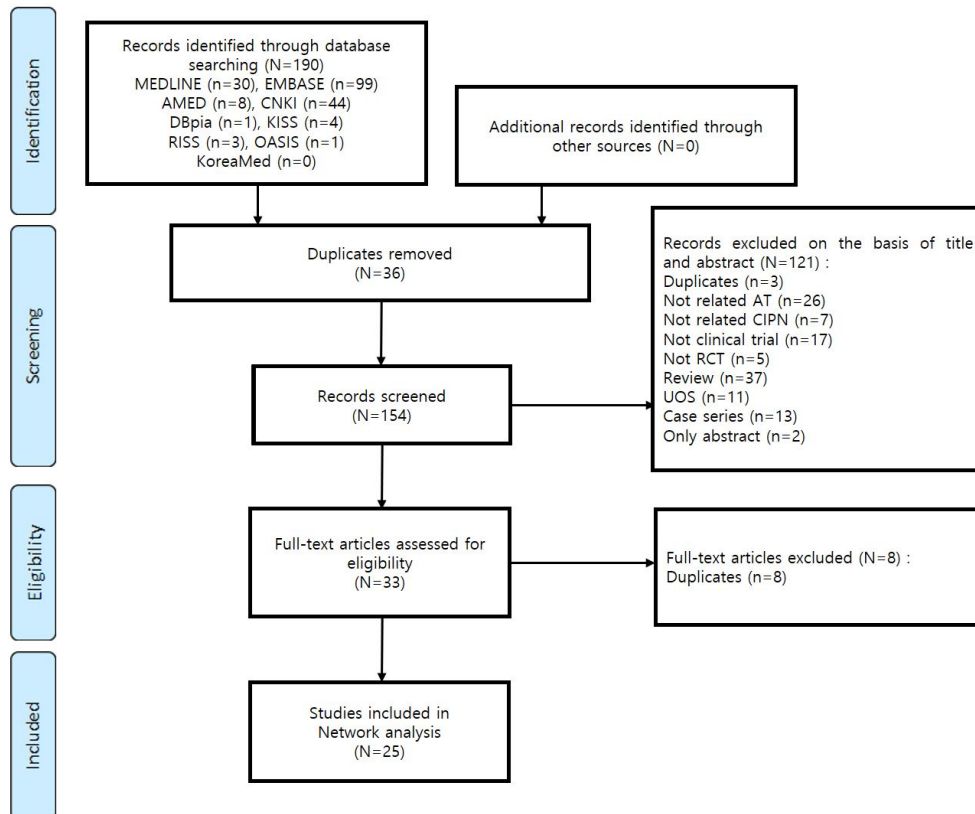 Identification
Records identified through database
searching (N=190)
MEDLINE (n=30), EMBASE (n=99)
AMED (n=8), CNKI (n=44)
DBpia (n=1), KISS (n=4)
RISS (n=3), OASIS (n=1)
KoreaMed (n=0)
Additional records identified through
other sources (N=0)
Screening
Duplicates removed
(N=36)
Records screened
(N=154)
Records excluded on the basis of title
and abstract (N=121) :
Duplicates (n=3)
Not related AT (n=26)
Not related CIPN (n=7)
Not clinical trial (n=17)
Not RCT (n=5)
Review (n=37)
UOS (n=11)
Case series (n=13)
Only abstract (n=2)
Eligibility
Full-text articles assessed for
eligibility
(N=33)
Full-text articles excluded (N=8) :
Duplicates (n=8)
Included
Studies included in
Network analysis
(N=25)